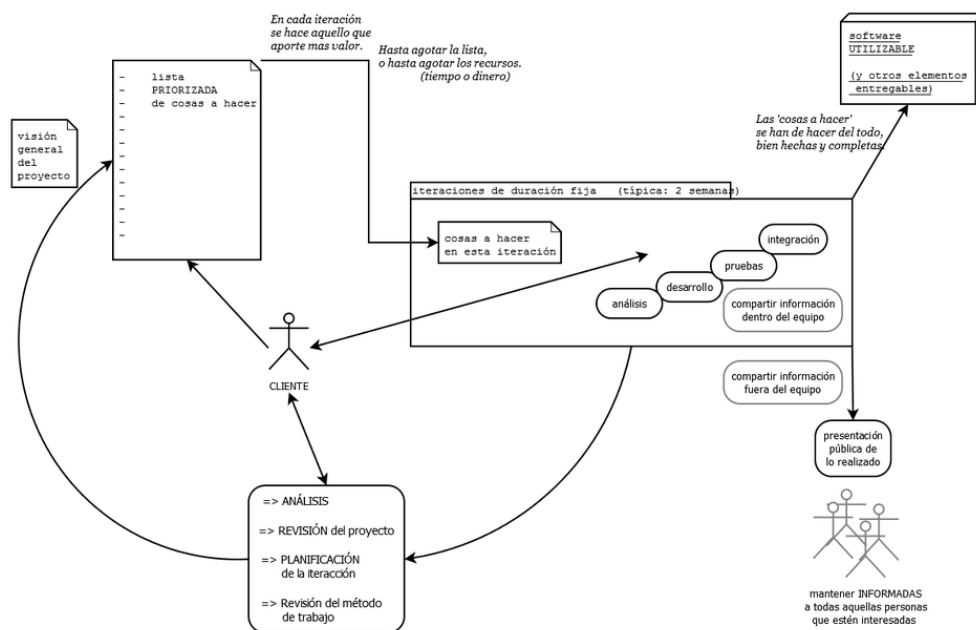 En cada iteración
se hace aquello que
aporte mas valor.
Hasta agotar la lista,
o hasta agotar los recursos.
(tiempo o dinero)
software
UTILIZABLE
(y otros elementos
entregables)
- lista
- PRIORIZADA
- de cosas a hacer
-
-
-
-
-
-
-
-
-
-
visión
general
del
proyecto
Las 'cosas a hacer'
se han de hacer del todo,
bien hechas y completas.
iteraciones de duración fija (típica: 2 semanas)
cosas a hacer
en esta iteración
integración
pruebas
desarrollo
análisis
compartir información
dentro del equipo
CLIENTE
compartir información
fuera del equipo
presentación
pública de
lo realizado
=> ANÁLISIS
=> REVISIÓN del proyecto
=> PLANIFICACIÓN
de la iteracción
=> Revisión del método
de trabajo
mantener INFORMADAS
a todas aquellas personas
que estén interesadas